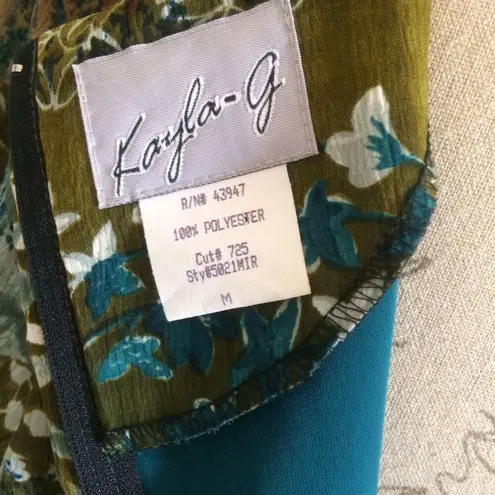 Kayla-G.
R/N# 43947
100% POLYESTER
Cut# 725
Sty#5021MIR
M